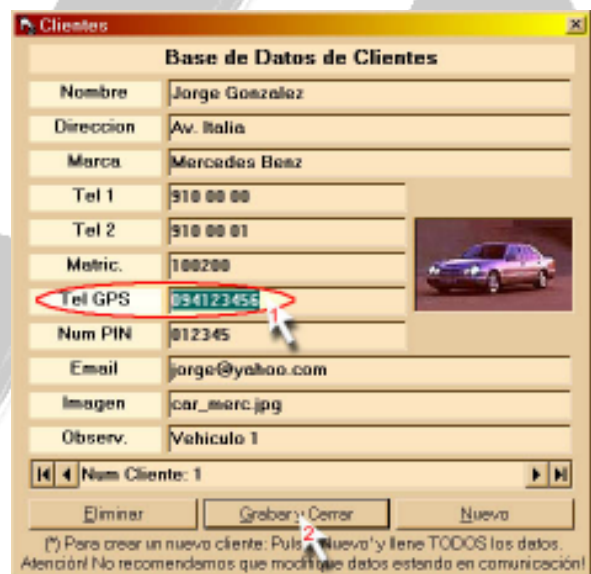 Clientes
Base de Datos de Clientes
Nombre Jorge Gonzalez
Direccion Av. Italia
Marca Mercedes Benz
Tel 1 910 00 00
Tel 2 910 00 01
Matric. 100200
Tel GPS 094123456
1
Num PIN 012345
Email jorge@yahoo.com
Imagen car_merc.jpg
Observ. Vehiculo 1
Num Cliente: 1
Eliminar Grabar y Cerrar Nuevo
2
(*) Para crear un nuevo cliente: Pulse 'Nuevo' y llene TODOS los datos.
Atención! No recomendamos que modifique datos estando en comunicación!